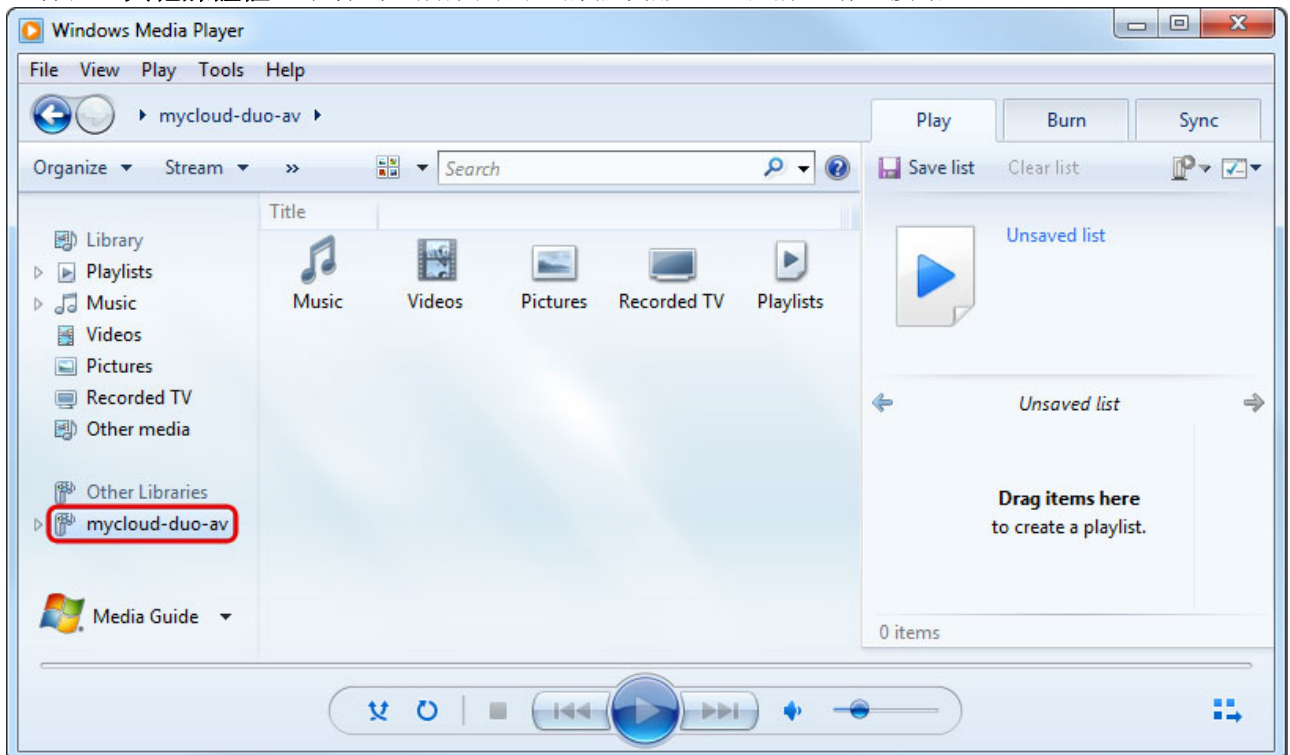 Windows Media Player
File View Play Tools Help
mycloud-duo-av
Play Burn Sync
Organize Stream » Search Save list Clear list
Title
Library
Playlists
Music
Videos
Pictures
Recorded TV
Other media
Other Libraries
mycloud-duo-av
Media Guide
Music Videos Pictures Recorded TV Playlists
Unsaved list
Unsaved list
Drag items here
to create a playlist.
0 items